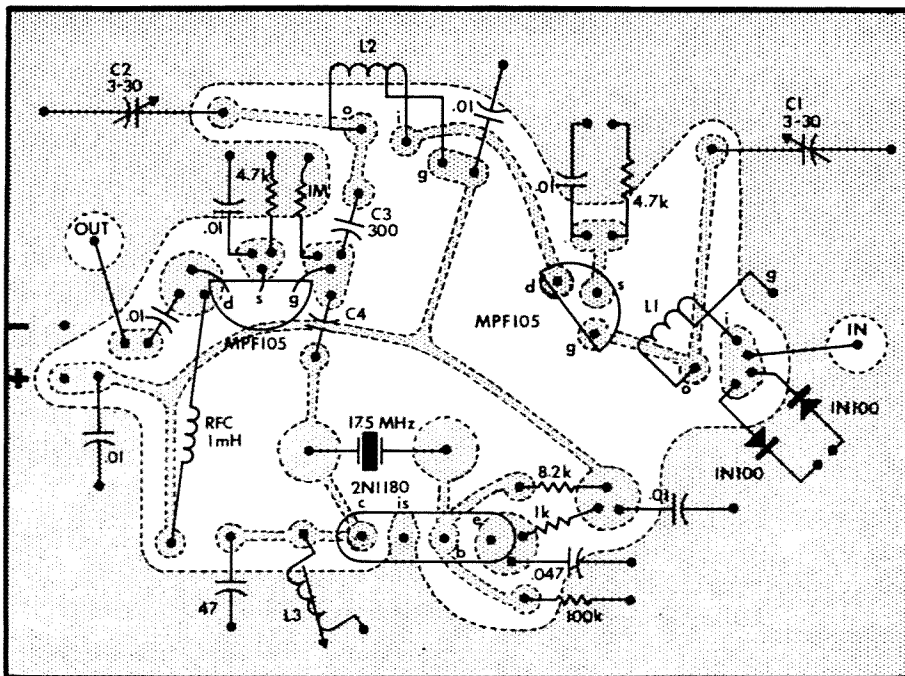 L2
C2
3-30
.01
C1
3-30
o
g
4.7k
1M
.01
4.7k
.01
C3
300
OUT
d
s
g
d
s
g
L1
g
.01
C4
MPF105
MPF105
i
IN
o
-
+
RFC
1mH
.01
17.5 MHz
1N100
1N100
8.2k
2N1180
c
is
e
b
1k
.01
.047
47
L3
100k